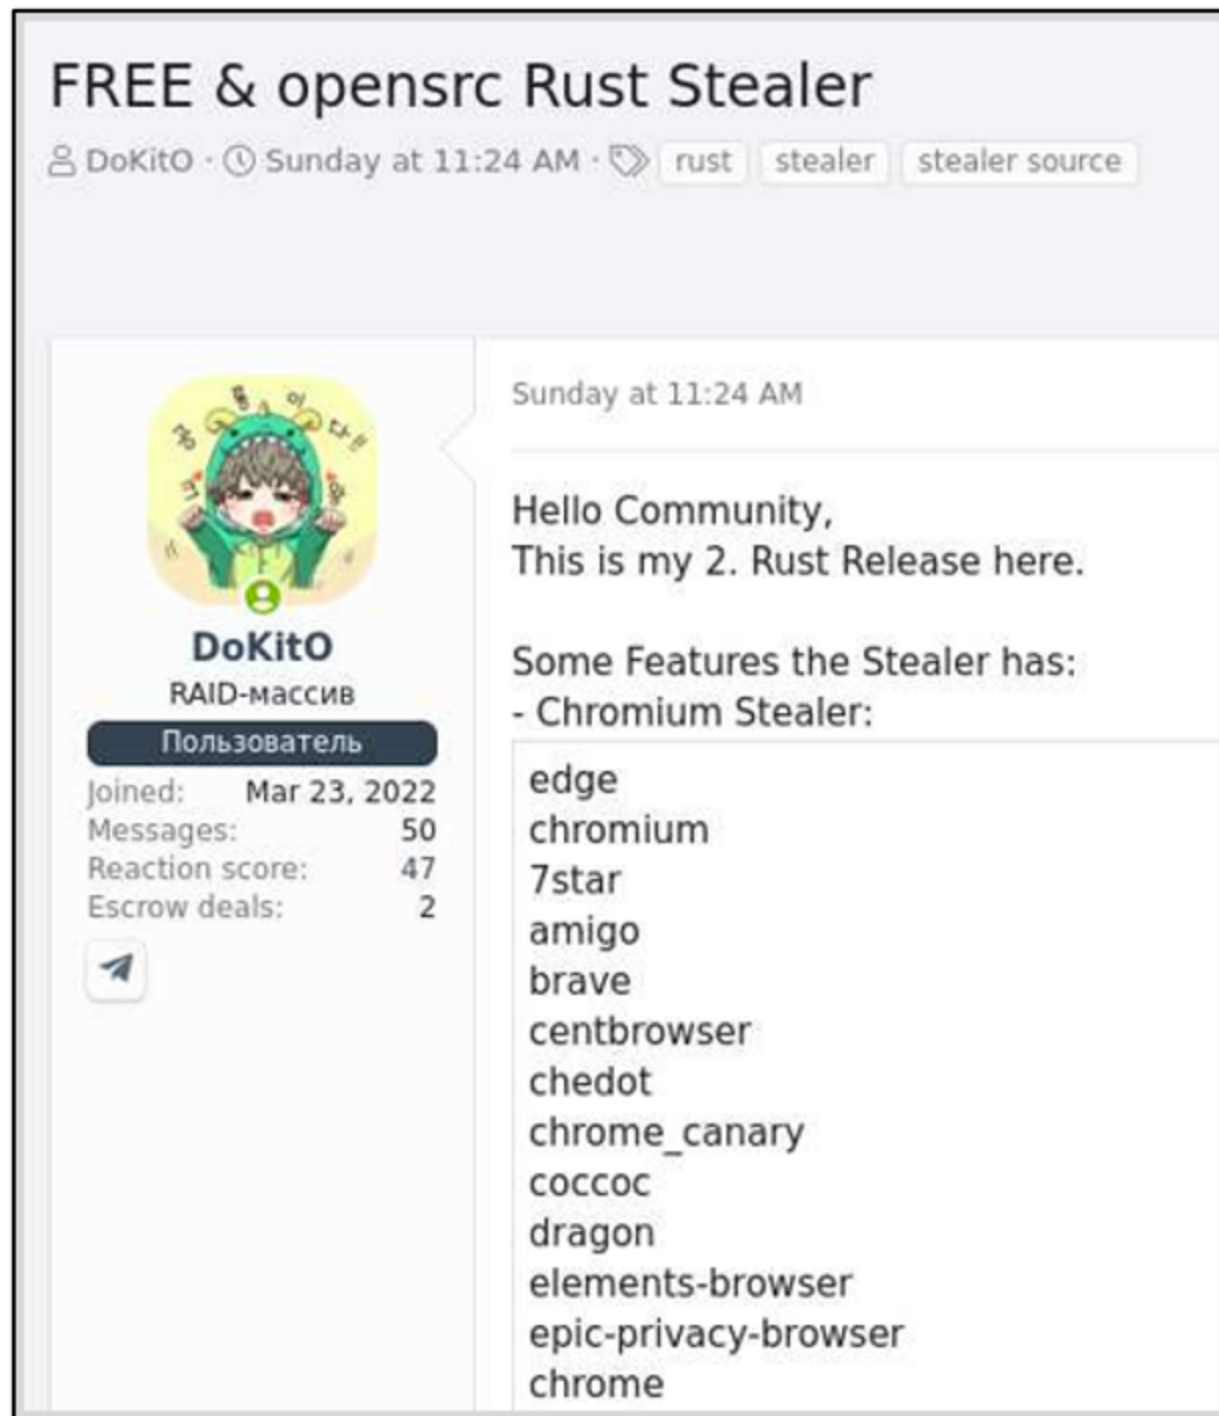 FREE & opensrc Rust Stealer
DoKitO · Sunday at 11:24 AM · rust stealer stealer source
DoKitO
RAID-массив
Пользователь
Joined: Mar 23, 2022
Messages: 50
Reaction score: 47
Escrow deals: 2
Sunday at 11:24 AM
Hello Community,
This is my 2. Rust Release here.
Some Features the Stealer has:
- Chromium Stealer:
edge
chromium
7star
amigo
brave
centbrowser
chedot
chrome_canary
coccoc
dragon
elements-browser
epic-privacy-browser
chrome